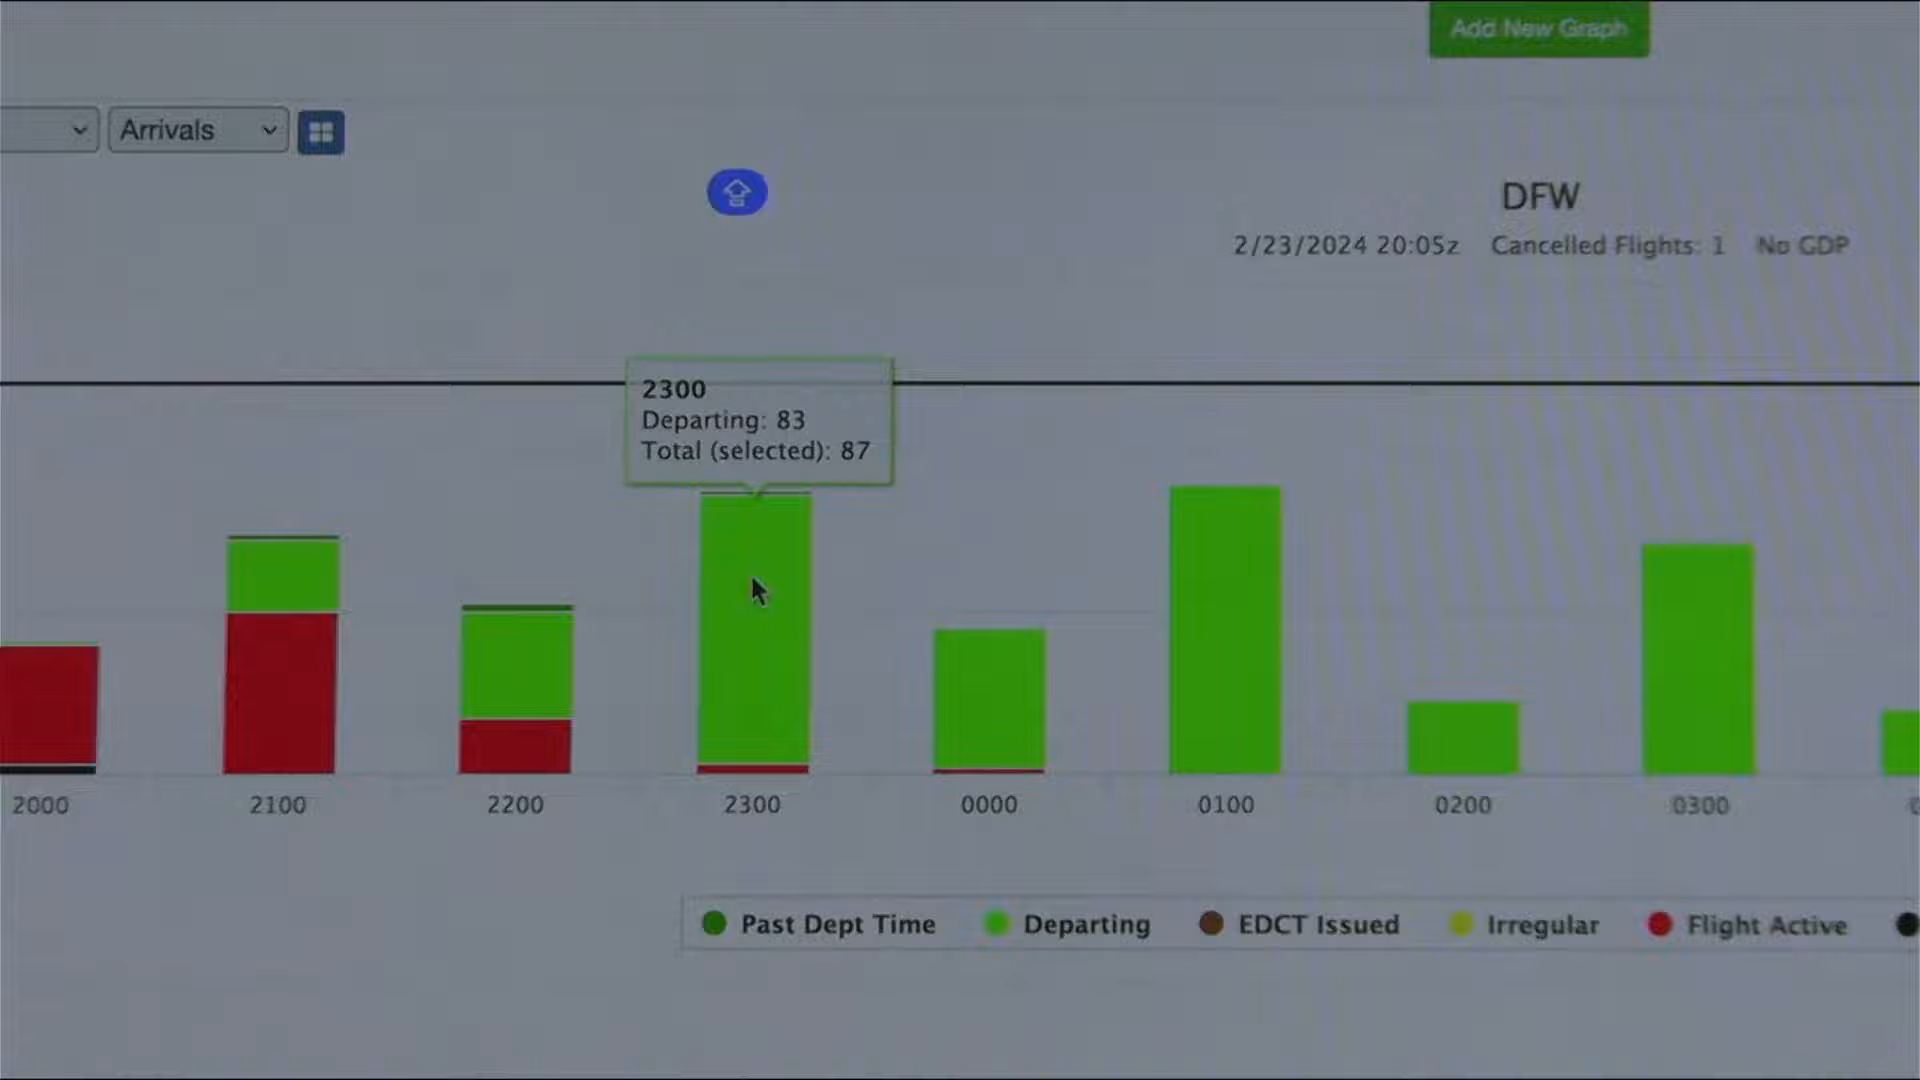 Add New Graph
Arrivals
DFW
2/23/2024 20:05z Cancelled Flights: 1 No GDP
2300
Departing: 83
Total (selected): 87
2000 2100 2200 2300 0000 0100 0200 0300
Past Dept Time Departing EDCT Issued Irregular Flight Active